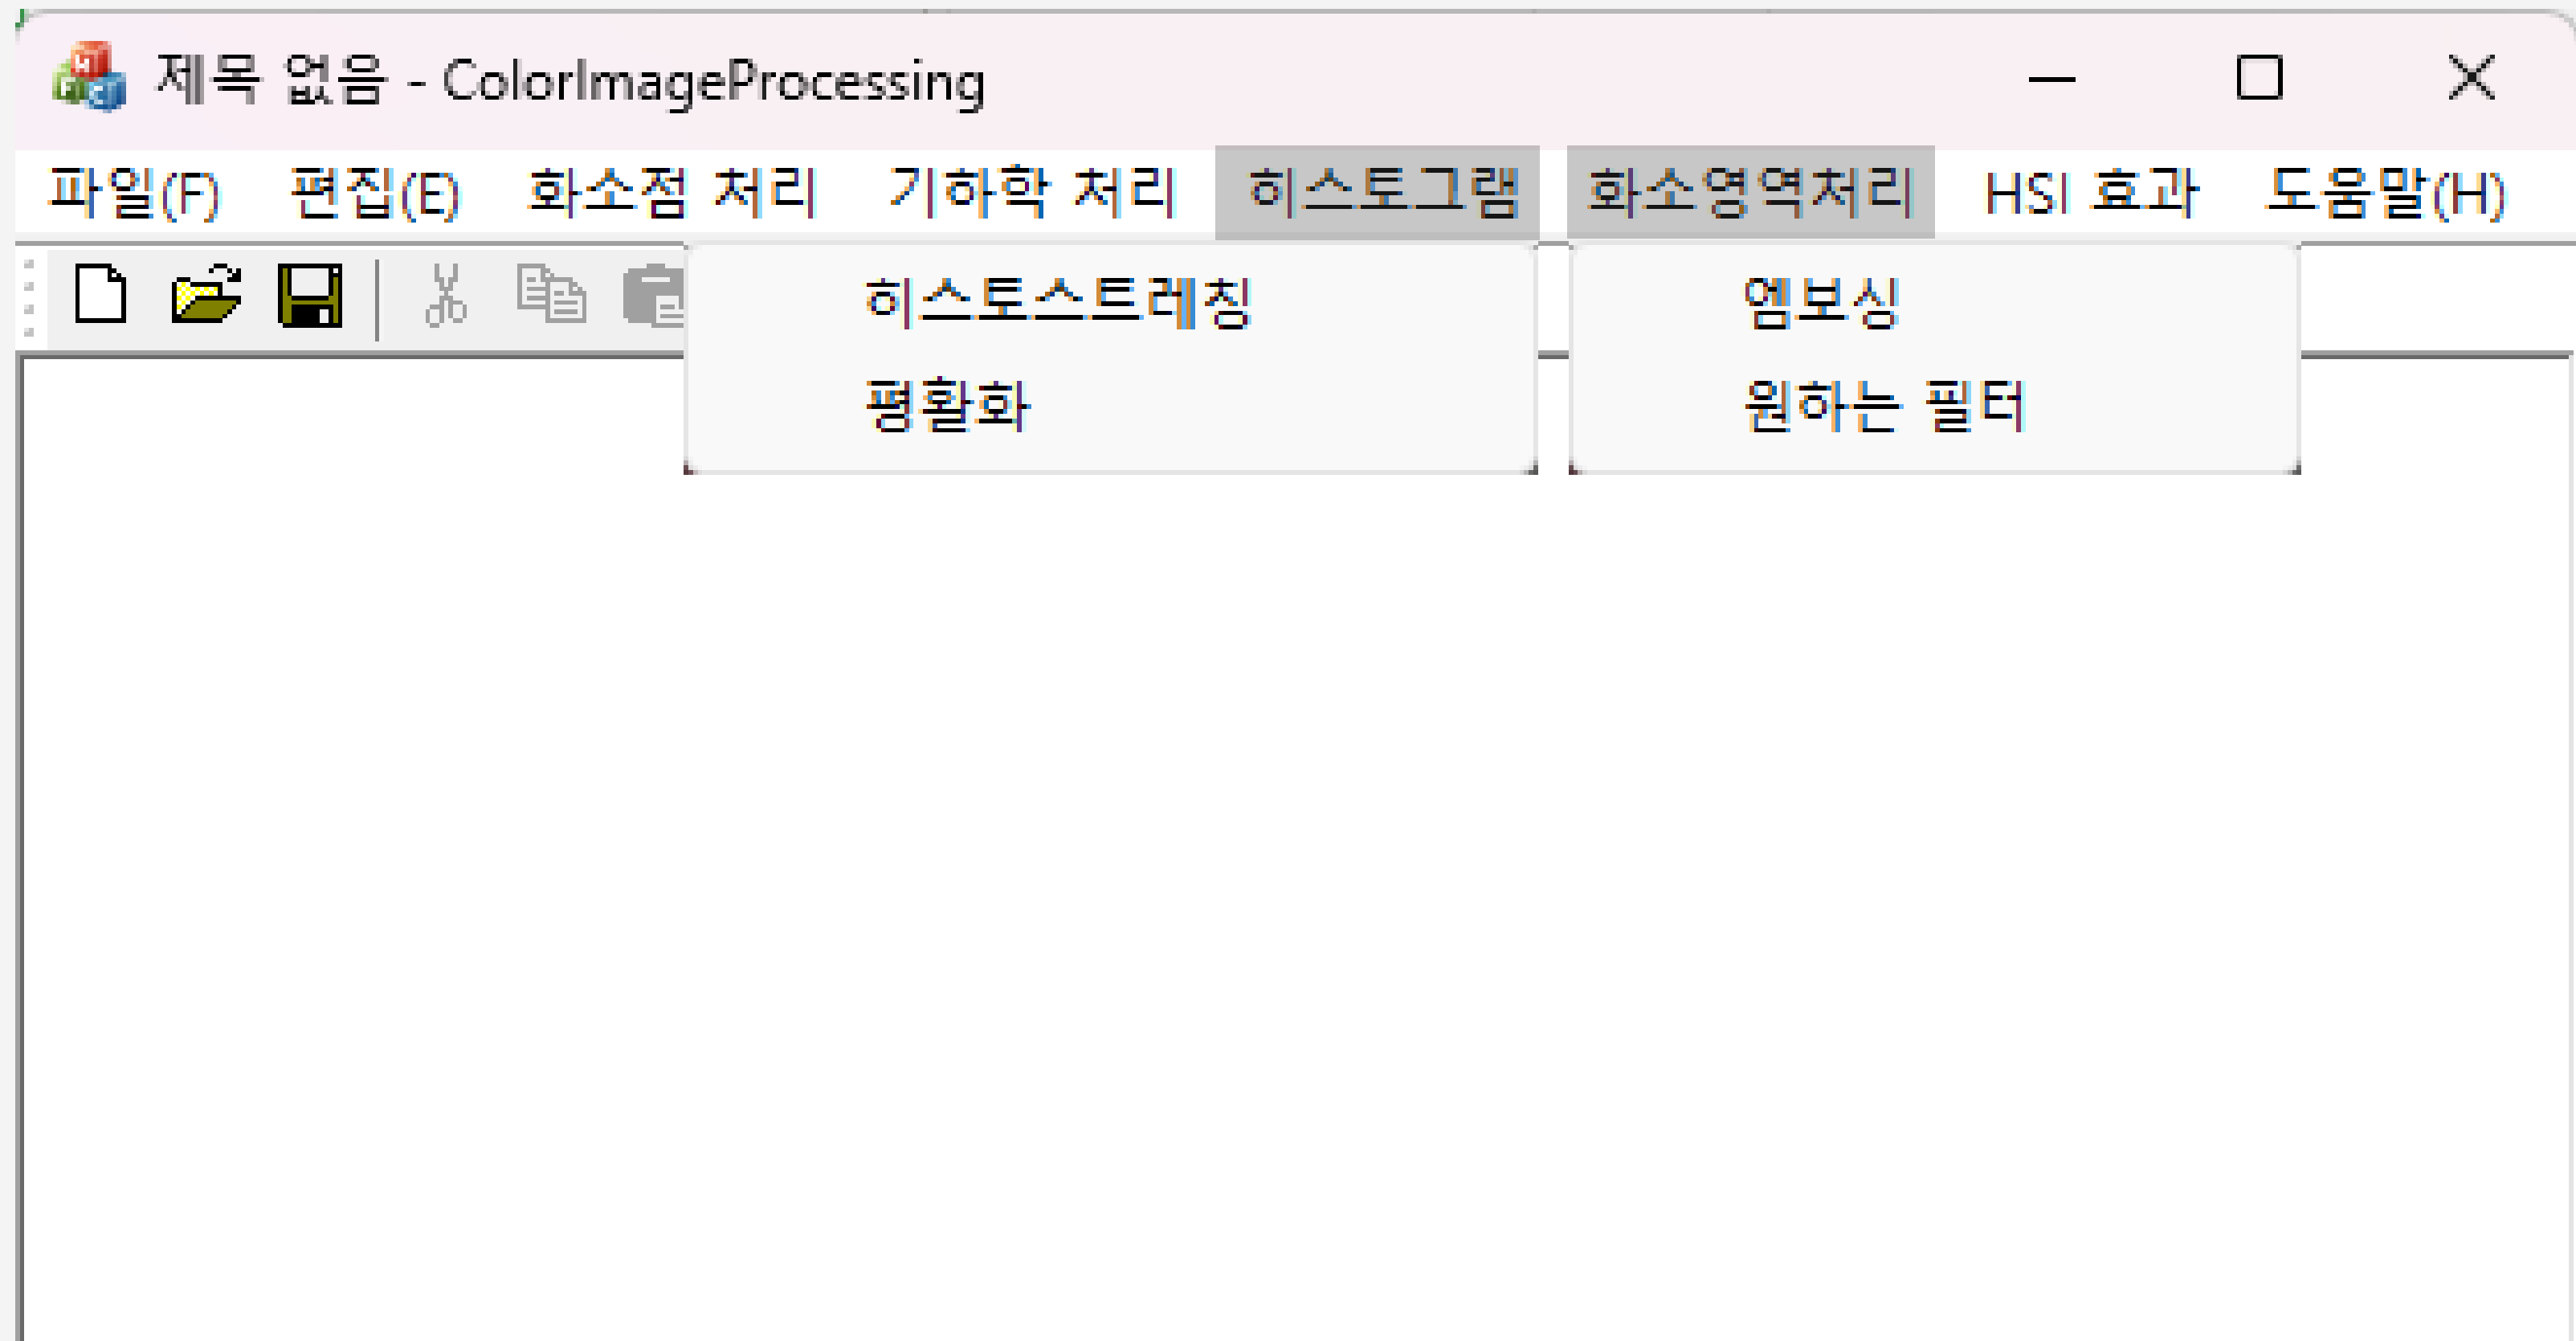 제목 없음 - ColorImageProcessing
파일(F) 편집(E) 화소점 처리 기하학 처리 히스토그램 화소영역처리 HSI 효과 도움말(H)
히스토스트레칭 엠보싱
평활화 원하는 필터